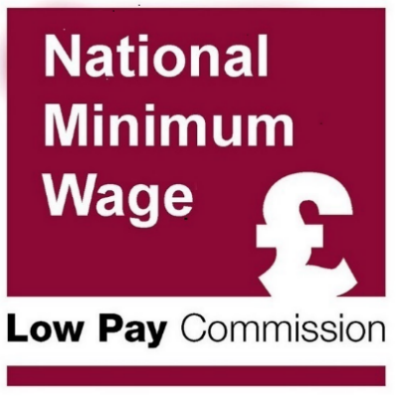 National
Minimum
Wage
£
Low Pay Commission